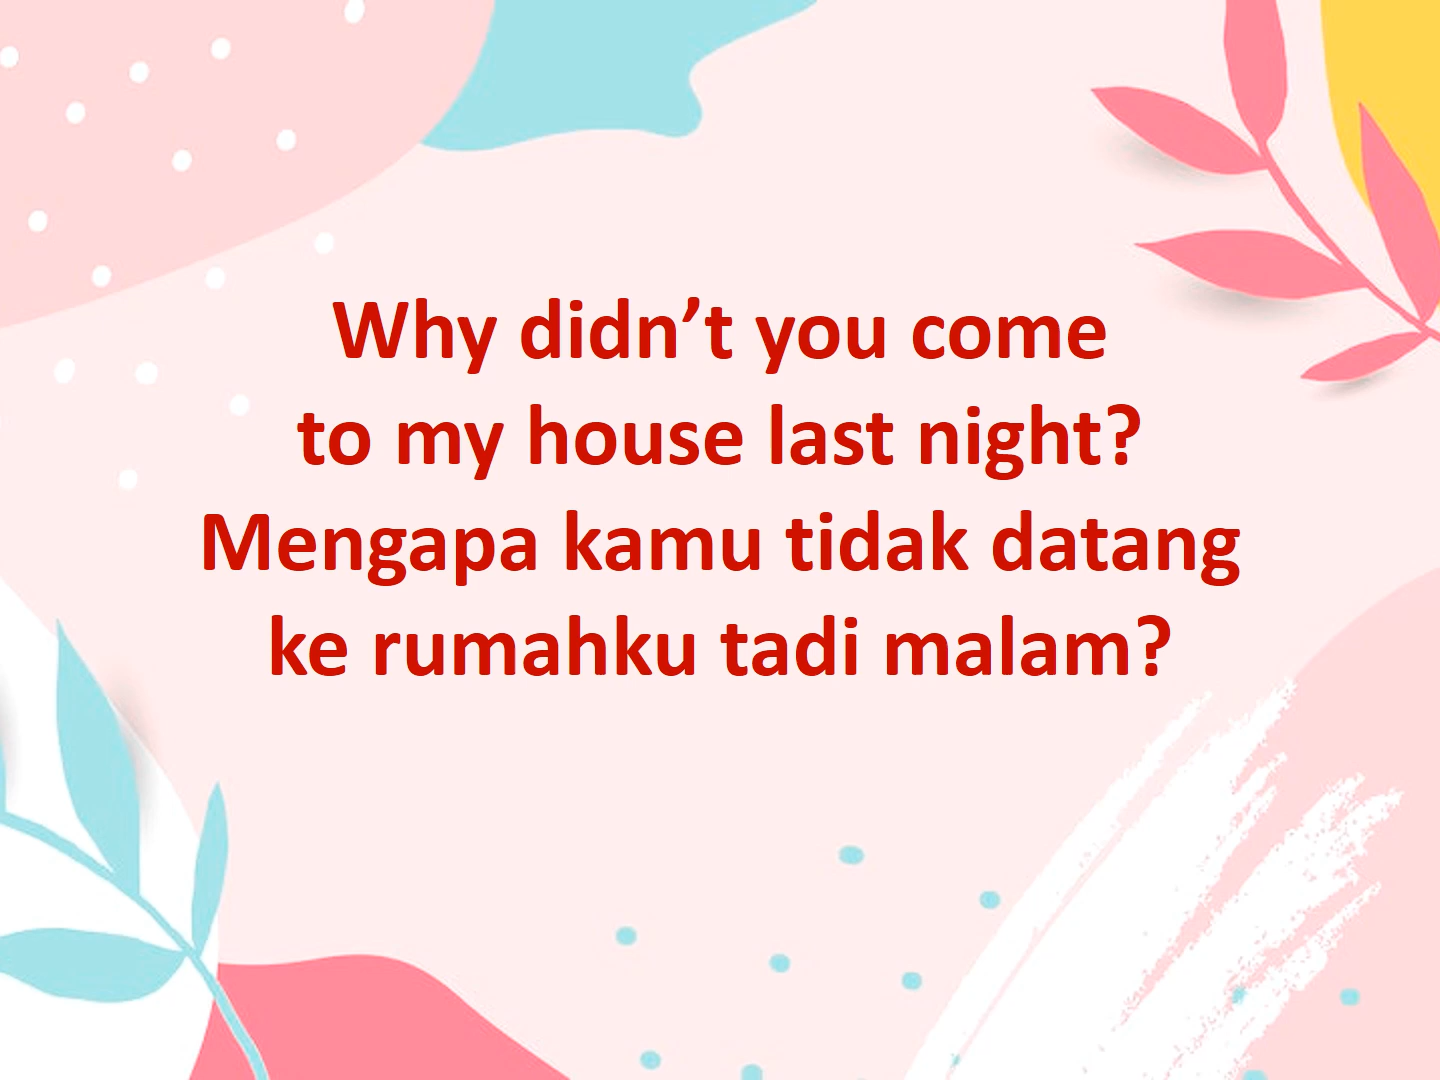 Why didn’t you come
to my house last night?
Mengapa kamu tidak datang
ke rumahku tadi malam?